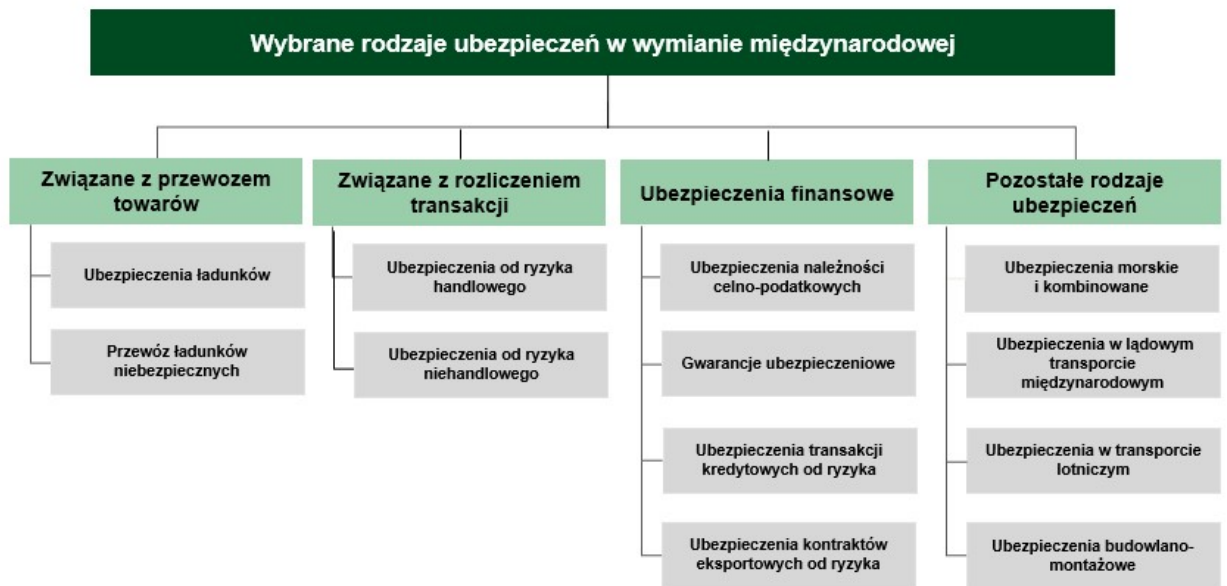 Wybrane rodzaje ubezpieczeń w wymianie międzynarodowej
Związane z przewozem
towarów
Ubezpieczenia ładunków
Przewóz ładunków
niebezpiecznych
Związane z rozliczeniem
transakcji
Ubezpieczenia od ryzyka
handlowego
Ubezpieczenia od ryzyka
niehandlowego
Ubezpieczenia finansowe
Ubezpieczenia należności
celno-podatkowych
Gwarancje ubezpieczeniowe
Ubezpieczenia transakcji
kredytowych od ryzyka
Ubezpieczenia kontraktów
eksportowych od ryzyka
Pozostałe rodzaje
ubezpieczeń
Ubezpieczenia morskie
i kombinowane
Ubezpieczenia w lądowym
transporcie
międzynarodowym
Ubezpieczenia w transporcie
lotniczym
Ubezpieczenia budowlano-
montażowe